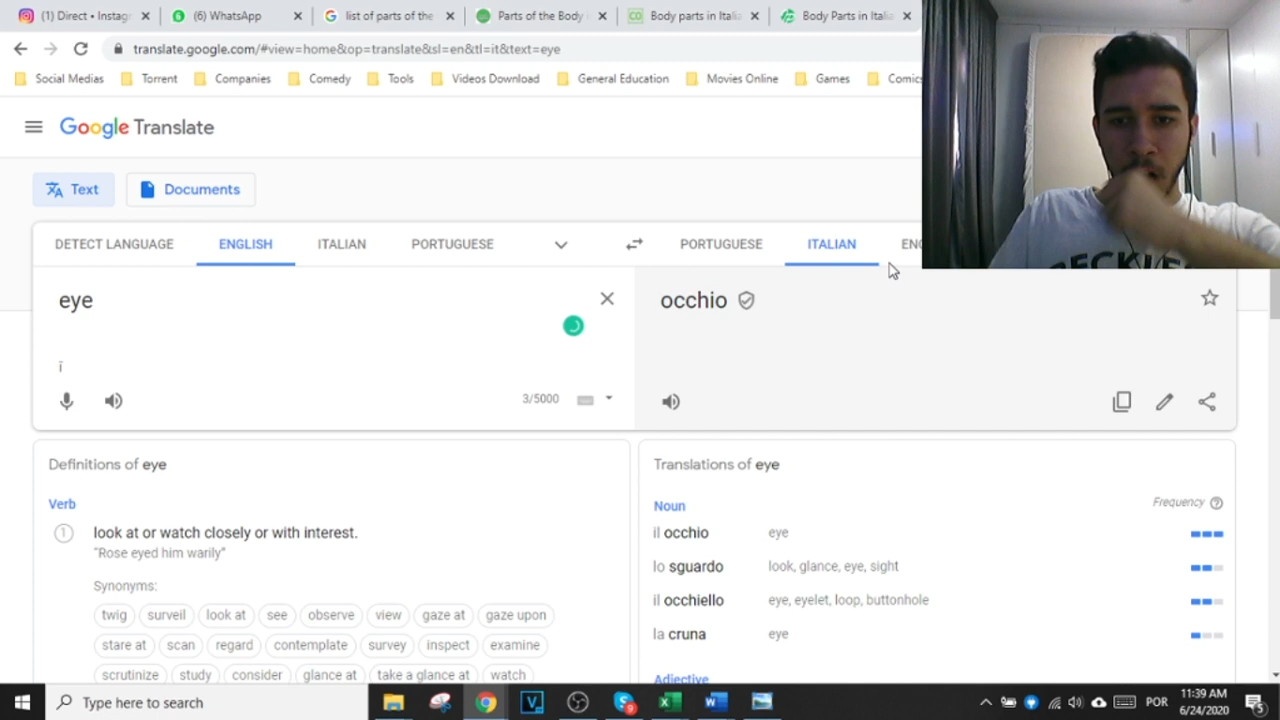 (1) Direct • Instag
(6) WhatsApp
list of parts of the
Parts of the Body
Body parts in Itali
Body Parts in Itali
translate.google.com/#view=home&op=translate&sl=en&tl=it&text=eye
Social Medias
Torrent
Companies
Comedy
Tools
Videos Download
General Education
Movies Online
Games
Comics
Google Translate
Text
Documents
DETECT LANGUAGE
ENGLISH
ITALIAN
PORTUGUESE
PORTUGUESE
ITALIAN
EN
RECKLES
eye
occhio
ī
3/5000
Definitions of eye
Translations of eye
Verb
Noun
Frequency
1 look at or watch closely or with interest.
"Rose eyed him warily"
il occhio eye
lo sguardo look, glance, eye, sight
Synonyms:
il occhiello eye, eyelet, loop, buttonhole
twig surveil look at see observe view gaze at gaze upon
la cruna eye
stare at scan regard contemplate survey inspect examine
scrutinize study consider glance at take a glance at watch
Adjective
Type here to search
POR
11:39 AM
6/24/2020